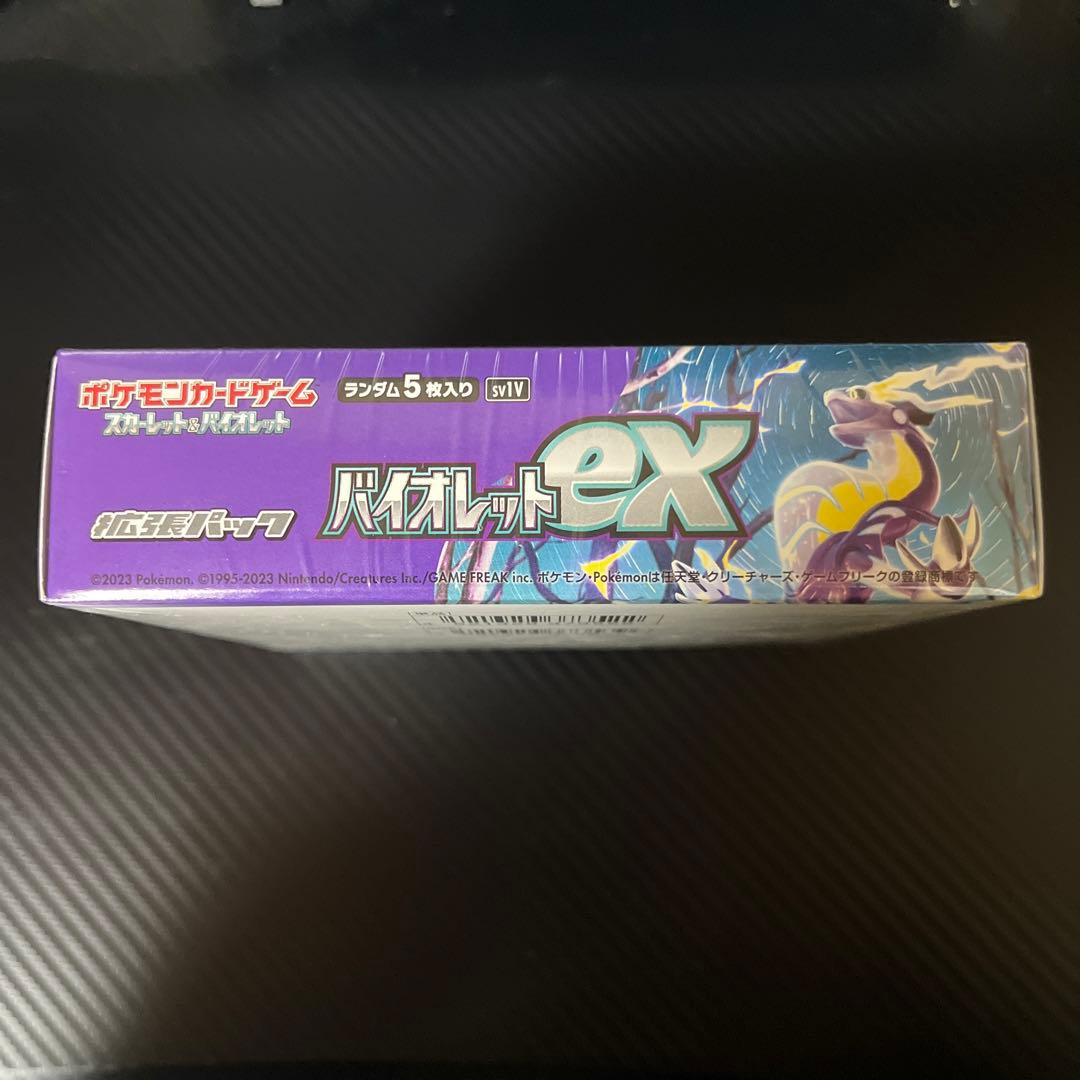 ポケモンカードゲーム
スカーレット&バイオレット
ランダム5枚入り
sv1V
拡張パック
バイオレットex
©2023 Pokémon. ©1995-2023 Nintendo/Creatures Inc./GAME FREAK inc. ポケモン・Pokémonは任天堂・クリーチャーズ・ゲームフリークの登録商標です